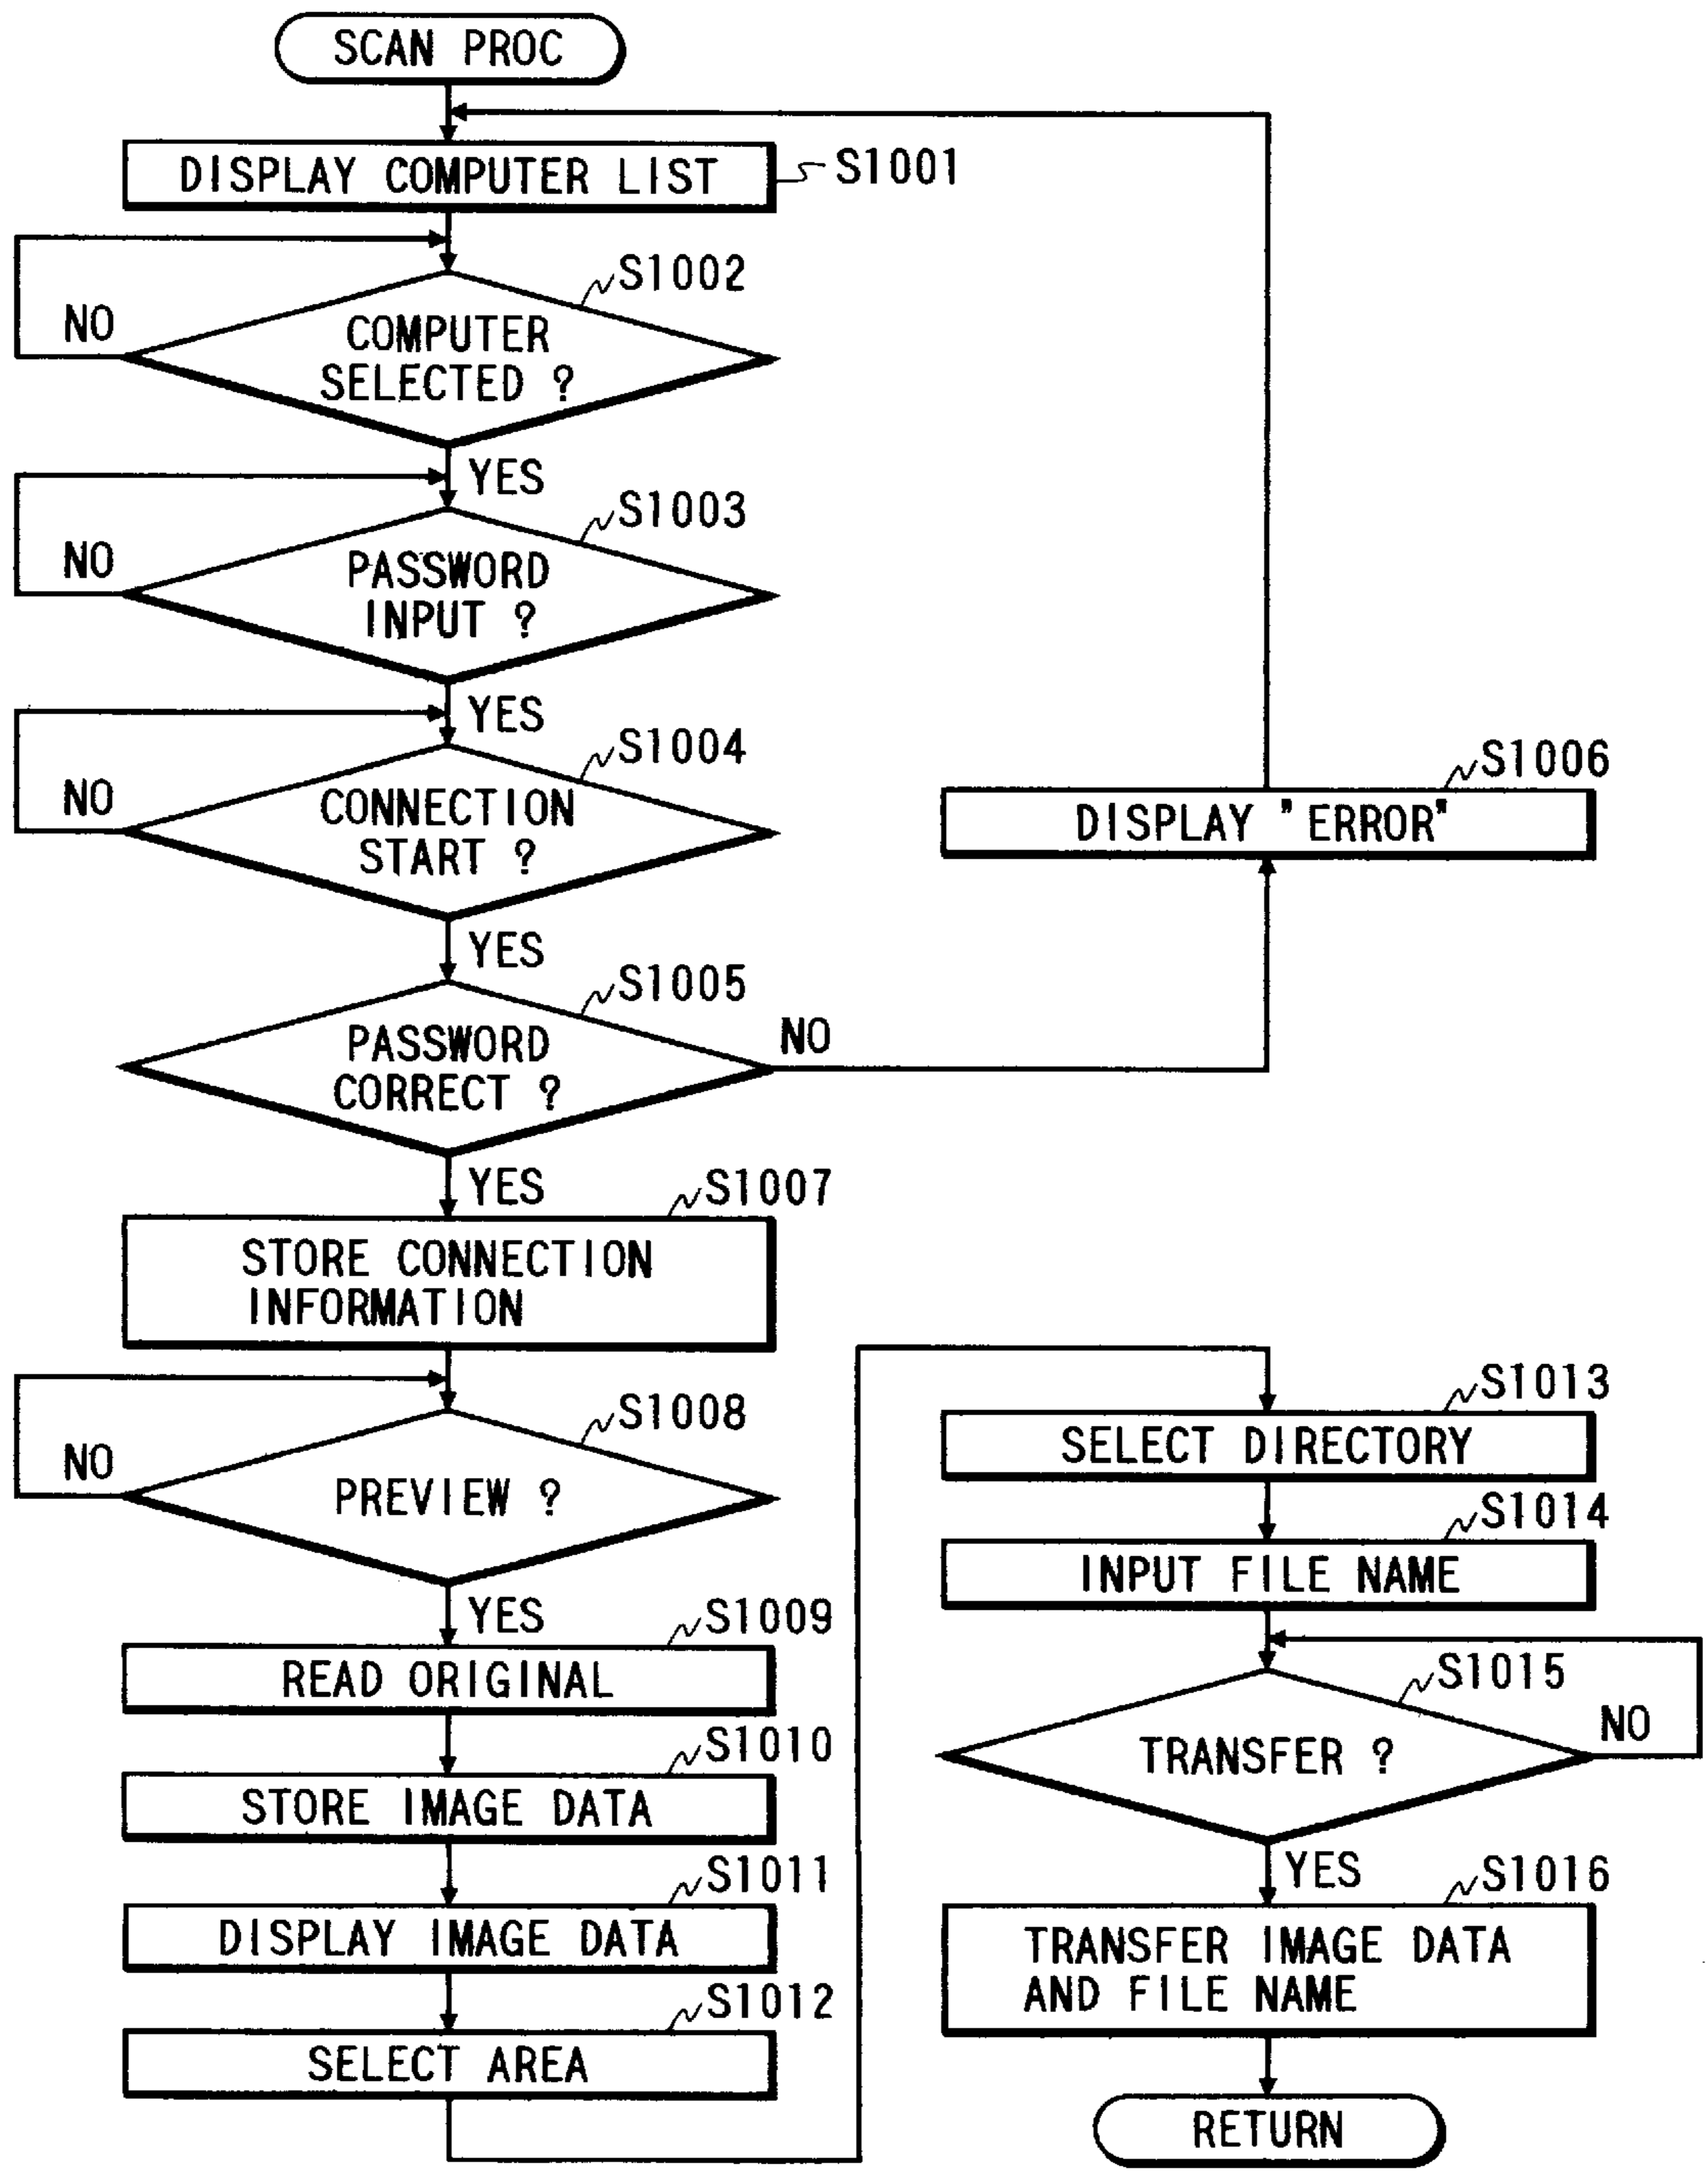 SCAN PROC
DISPLAY COMPUTER LIST
S1001
S1002
NO
COMPUTER
SELECTED ?
YES
S1003
NO
PASSWORD
INPUT ?
YES
S1004
NO
CONNECTION
START ?
YES
S1005
PASSWORD
CORRECT ?
NO
S1006
DISPLAY "ERROR"
YES
S1007
STORE CONNECTION
INFORMATION
S1008
NO
PREVIEW ?
YES
S1009
READ ORIGINAL
S1010
STORE IMAGE DATA
S1011
DISPLAY IMAGE DATA
S1012
SELECT AREA
S1013
SELECT DIRECTORY
S1014
INPUT FILE NAME
S1015
NO
TRANSFER ?
YES
S1016
TRANSFER IMAGE DATA
AND FILE NAME
RETURN